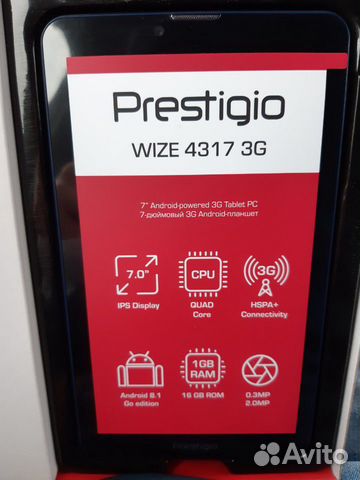 Prestigio
WIZE 4317 3G
7" Android-powered 3G Tablet PC
7-дюймовый 3G Android-планшет
7.0"
CPU
3G
IPS Display
QUAD
Core
HSPA+
Connectivity
1GB
RAM
Android 8.1
Go edition
16 GB ROM
0.3MP
2.0MP
Prestigio
Avito